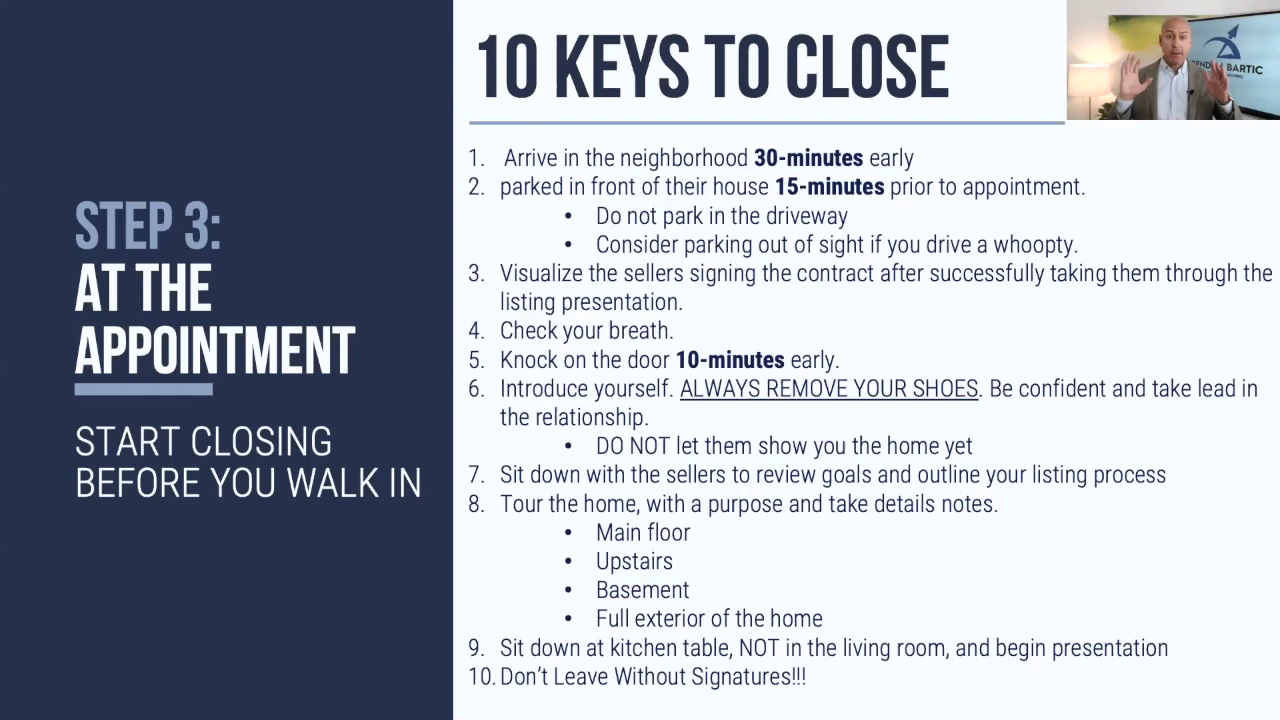 10 KEYS TO CLOSE
BARTIC
STEP 3:
AT THE
APPOINTMENT
START CLOSING
BEFORE YOU WALK IN
1. Arrive in the neighborhood 30-minutes early
2. parked in front of their house 15-minutes prior to appointment.
• Do not park in the driveway
• Consider parking out of sight if you drive a whoopty.
3. Visualize the sellers signing the contract after successfully taking them through the
listing presentation.
4. Check your breath.
5. Knock on the door 10-minutes early.
6. Introduce yourself. ALWAYS REMOVE YOUR SHOES. Be confident and take lead in
the relationship.
• DO NOT let them show you the home yet
7. Sit down with the sellers to review goals and outline your listing process
8. Tour the home, with a purpose and take details notes.
• Main floor
• Upstairs
• Basement
• Full exterior of the home
9. Sit down at kitchen table, NOT in the living room, and begin presentation
10. Don’t Leave Without Signatures!!!